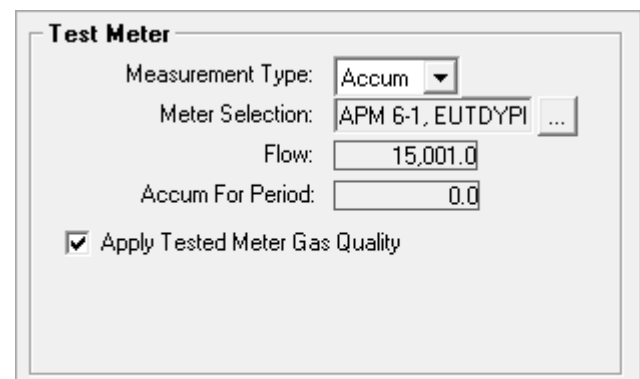 Test Meter
Measurement Type: Accum
Meter Selection: APM 6-1, EUTDYPI ...
Flow: 15,001.0
Accum For Period: 0.0
Apply Tested Meter Gas Quality